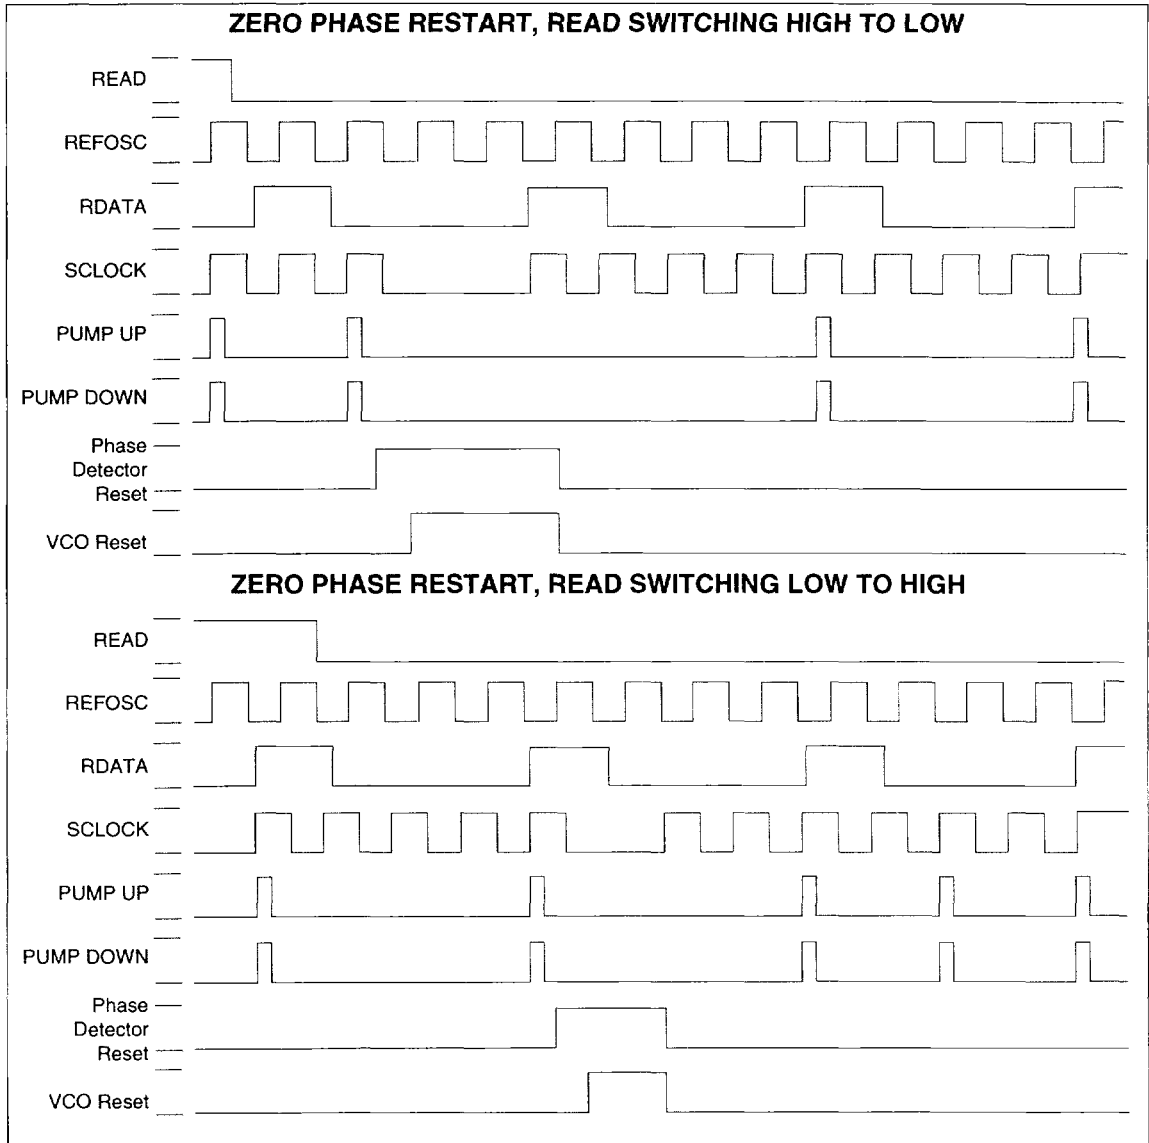 ZERO PHASE RESTART, READ SWITCHING HIGH TO LOW
READ
REFOSC
RDATA
SCLOCK
PUMP UP
PUMP DOWN
Phase
Detector
Reset
VCO Reset
ZERO PHASE RESTART, READ SWITCHING LOW TO HIGH
READ
REFOSC
RDATA
SCLOCK
PUMP UP
PUMP DOWN
Phase
Detector
Reset
VCO Reset